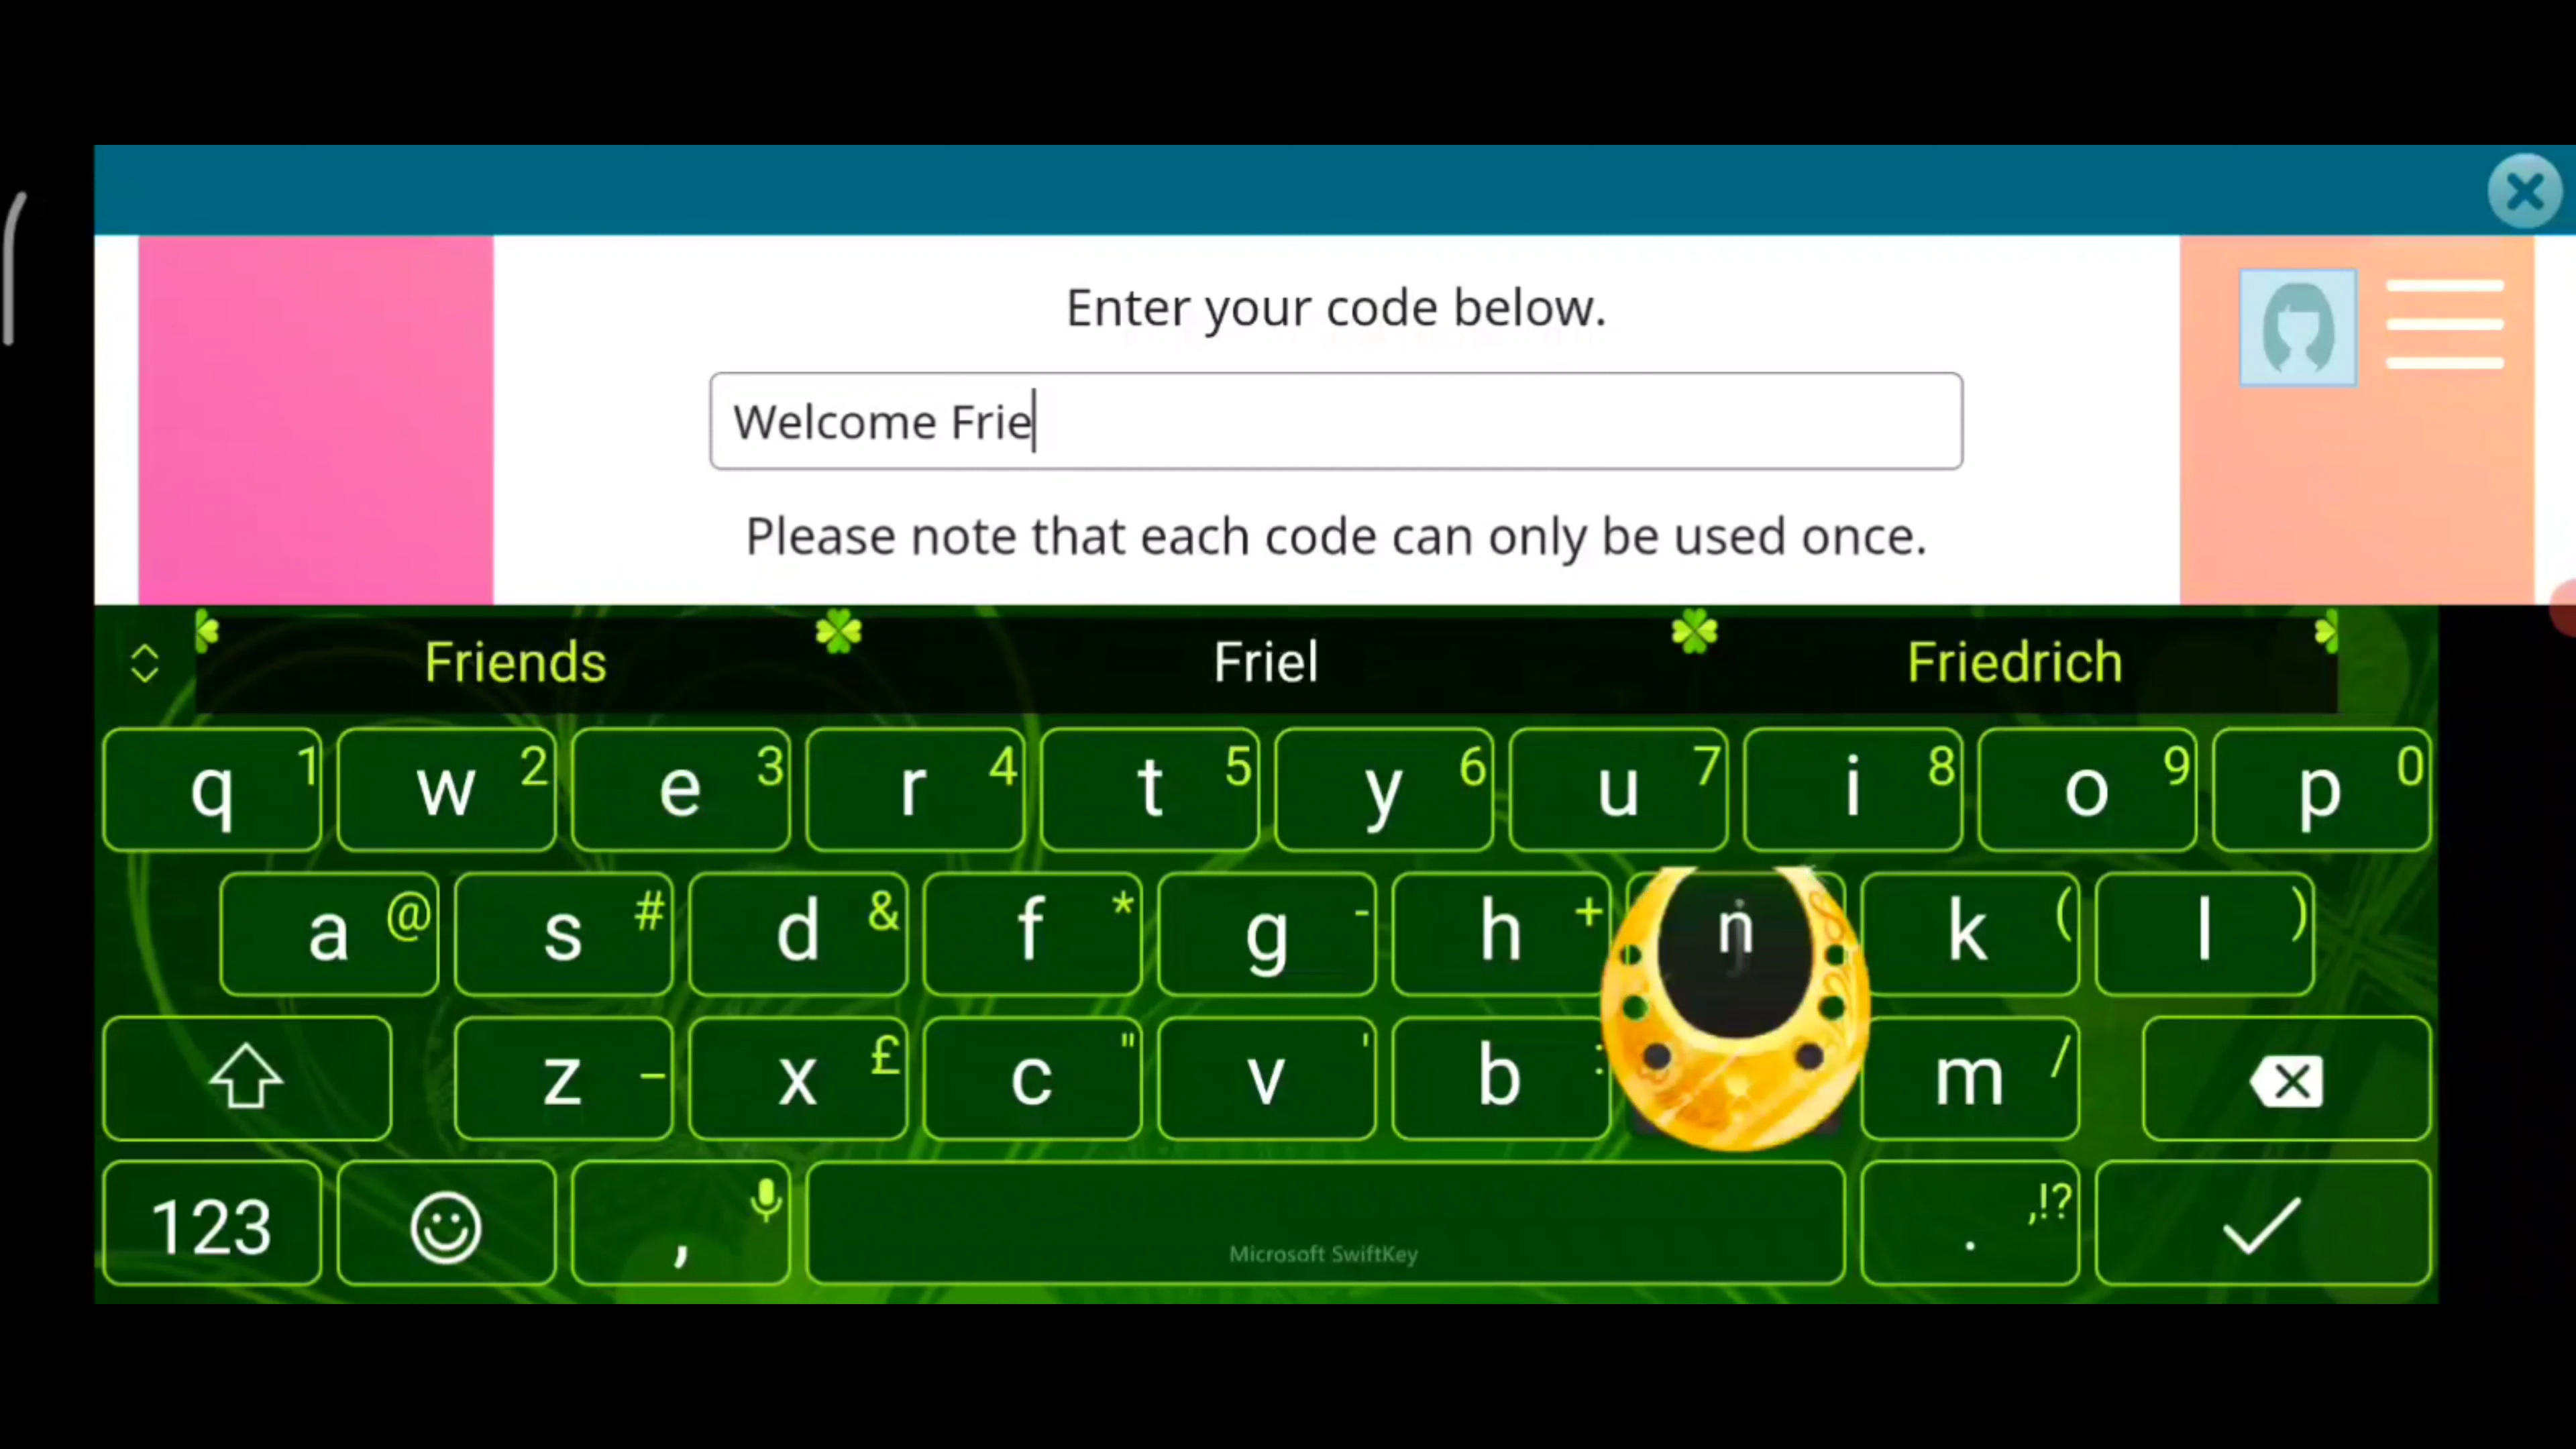 Enter your code below.
Welcome Frie
Please note that each code can only be used once.
Friends Friel Friedrich
q 1 w 2 e 3 r 4 t 5 y 6 u 7 i 8 o 9 p 0
a @ s # d & f * g - h + n k ( l )
z _ x £ c " v ' b : m /
123 , Microsoft SwiftKey . ,!?